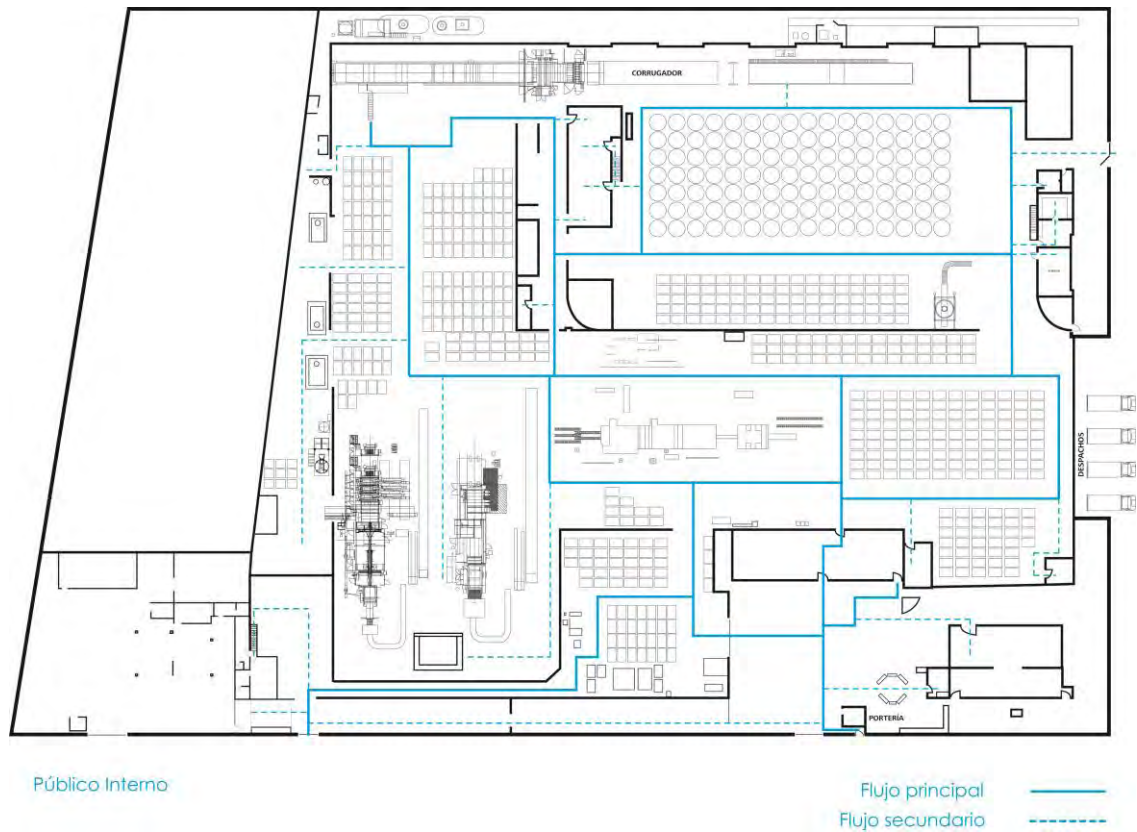 CORRUGADOR
DESPACHOS
PORTERÍA
Público Interno
Flujo principal
Flujo secundario